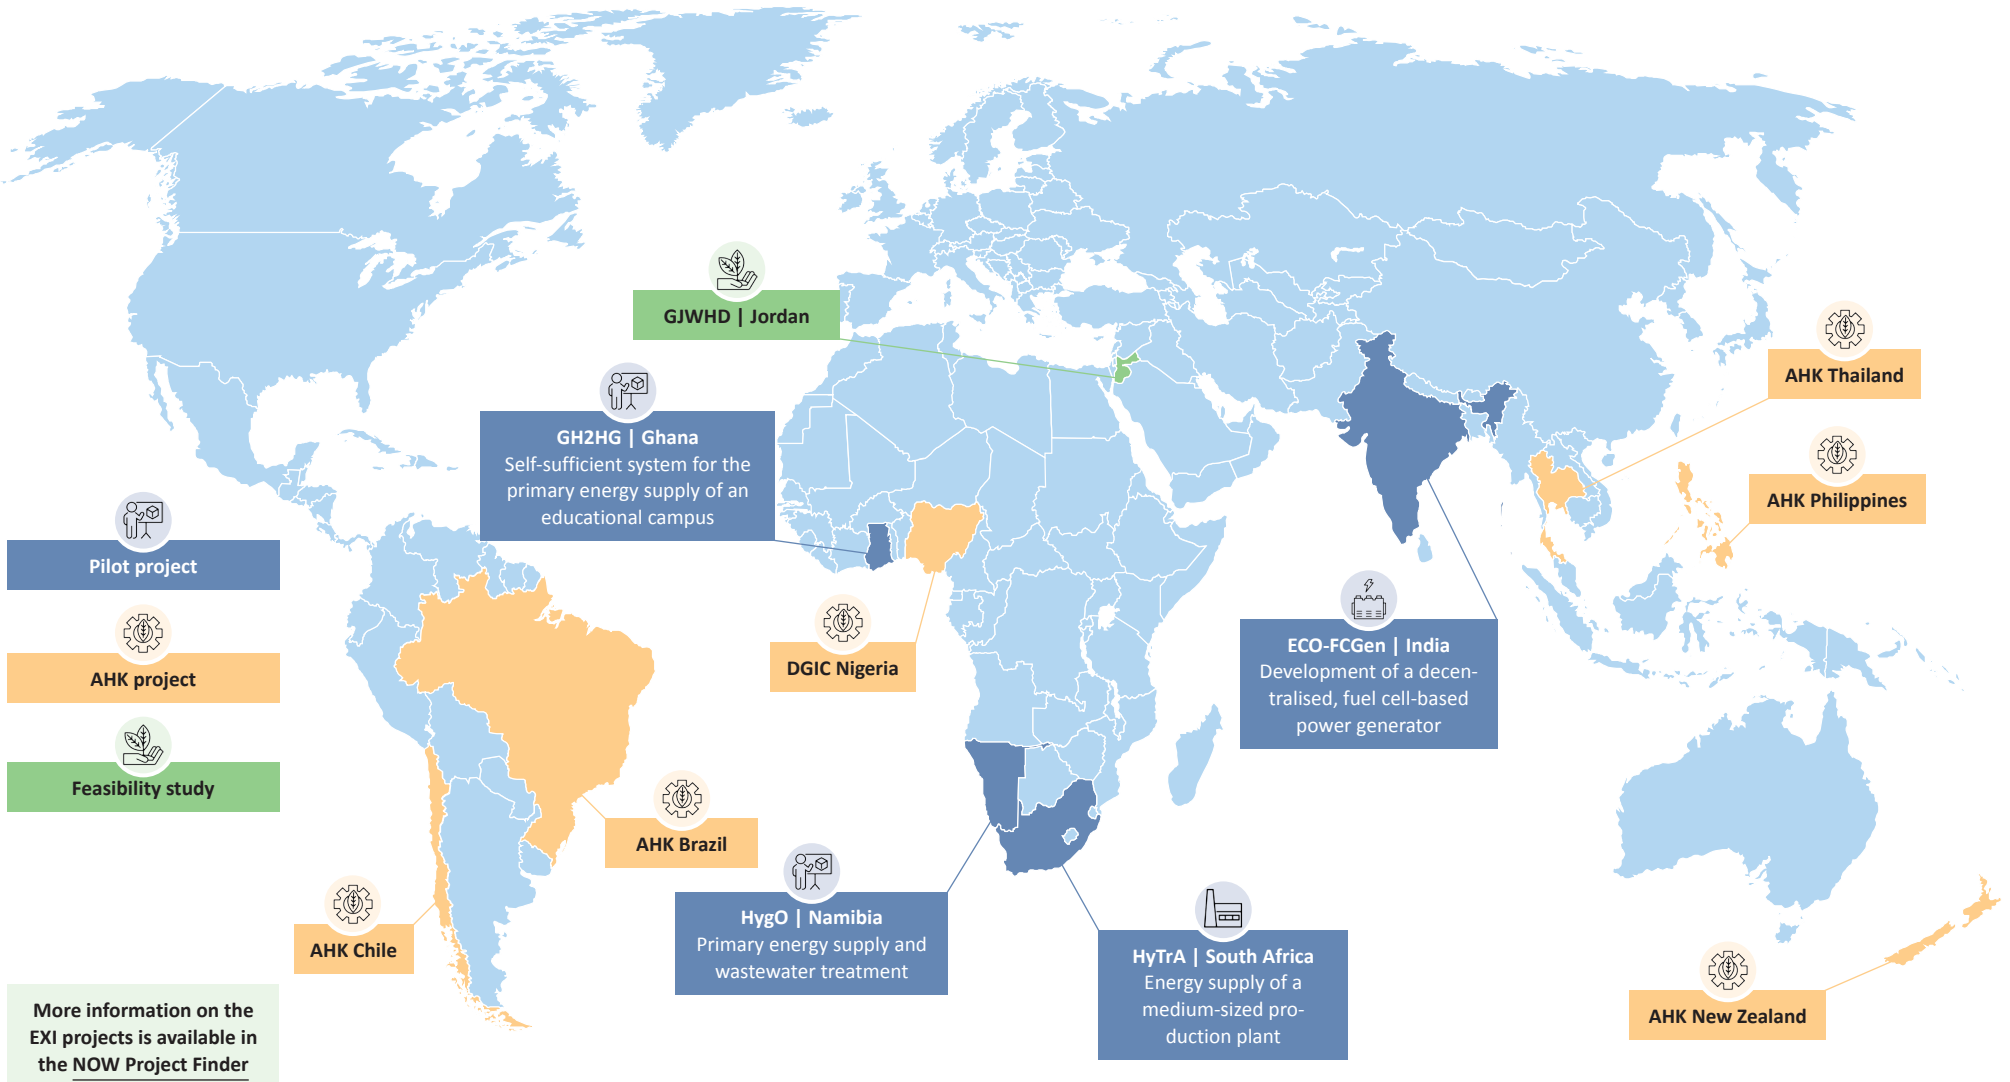 GJWHD | Jordan
AHK Thailand
GH2HG | Ghana
Self-sufficient system for the
primary energy supply of an
educational campus
AHK Philippines
Pilot project
AHK project
Feasibility study
DGIC Nigeria
ECO-FCGen | India
Development of a decen-
tralised, fuel cell-based
power generator
AHK Brazil
AHK Chile
HygO | Namibia
Primary energy supply and
wastewater treatment
HyTrA | South Africa
Energy supply of a
medium-sized pro-
duction plant
AHK New Zealand
More information on the
EXI projects is available in
the NOW Project Finder